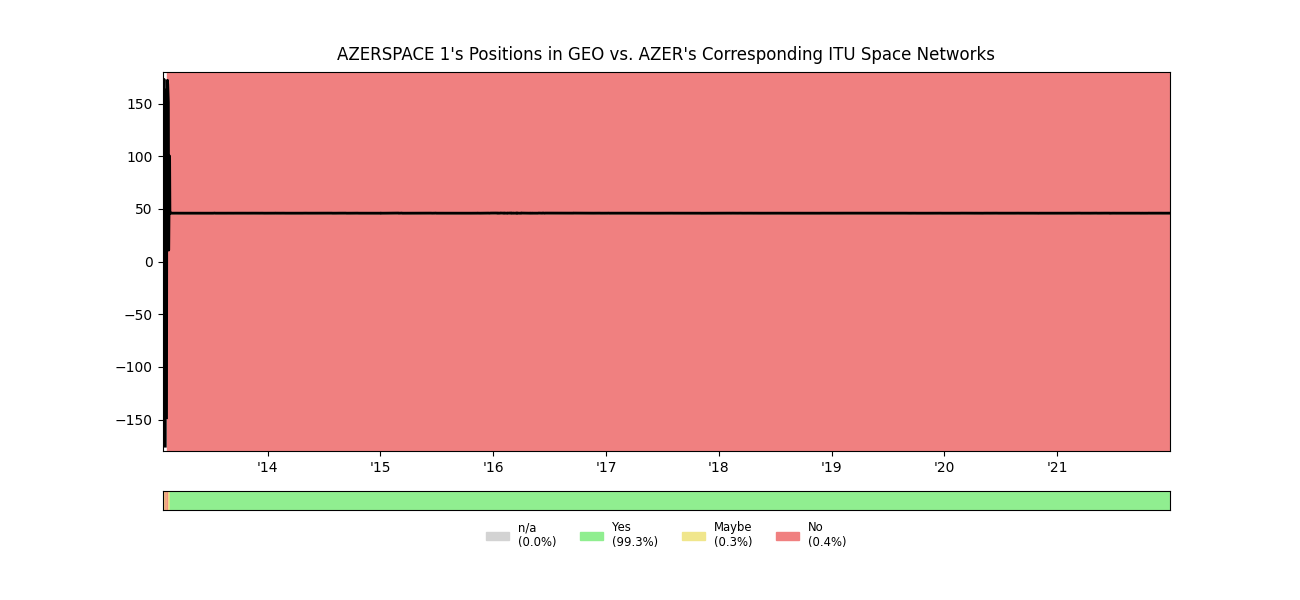 AZERSPACE 1's Positions in GEO vs. AZER's Corresponding ITU Space Networks
150
100
50
0
−50
−100
−150
'14 '15 '16 '17 '18 '19 '20 '21
n/a Yes Maybe No
(0.0%) (99.3%) (0.3%) (0.4%)